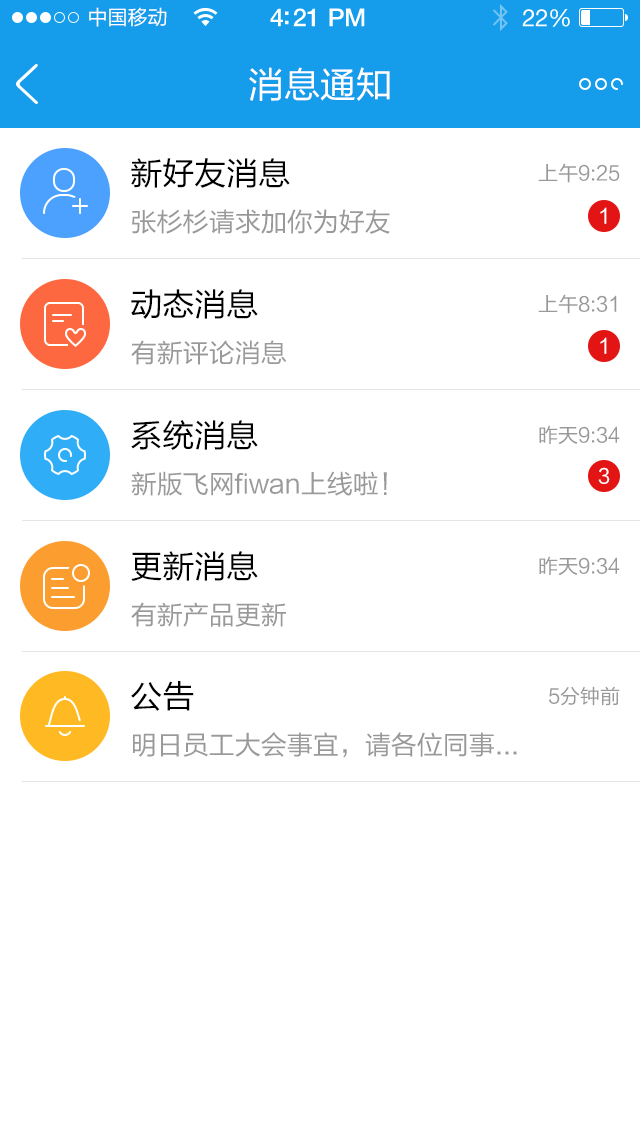 中国移动 4:21 PM 22%
消息通知
新好友消息 上午9:25
张杉杉请求加你为好友 1
动态消息 上午8:31
有新评论消息 1
系统消息 昨天9:34
新版飞网fiwan上线啦！ 3
更新消息 昨天9:34
有新产品更新
公告 5分钟前
明日员工大会事宜，请各位同事...